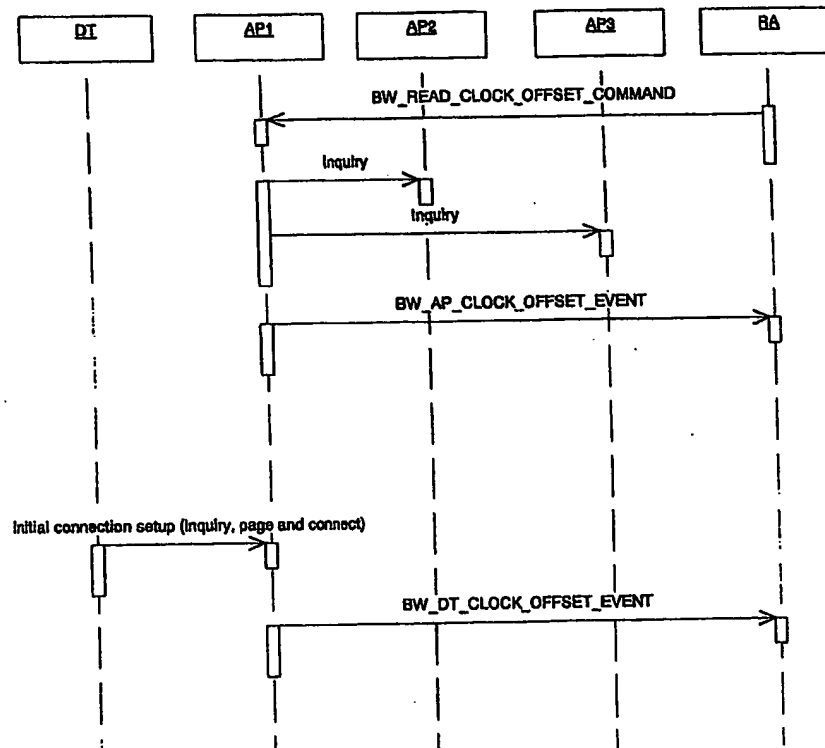 DT
AP1
AP2
AP3
RA
BW_READ_CLOCK_OFFSET_COMMAND
Inquiry
Inquiry
BW_AP_CLOCK_OFFSET_EVENT
Initial connection setup (Inquiry, page and connect)
BW_DT_CLOCK_OFFSET_EVENT